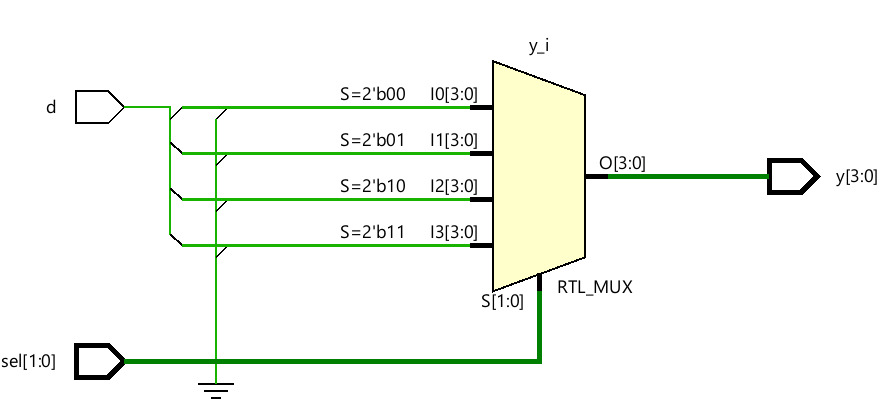 y_i
d
S=2'b00 I0[3:0]
S=2'b01 I1[3:0]
S=2'b10 I2[3:0]
S=2'b11 I3[3:0]
O[3:0]
y[3:0]
S[1:0]
RTL_MUX
sel[1:0]